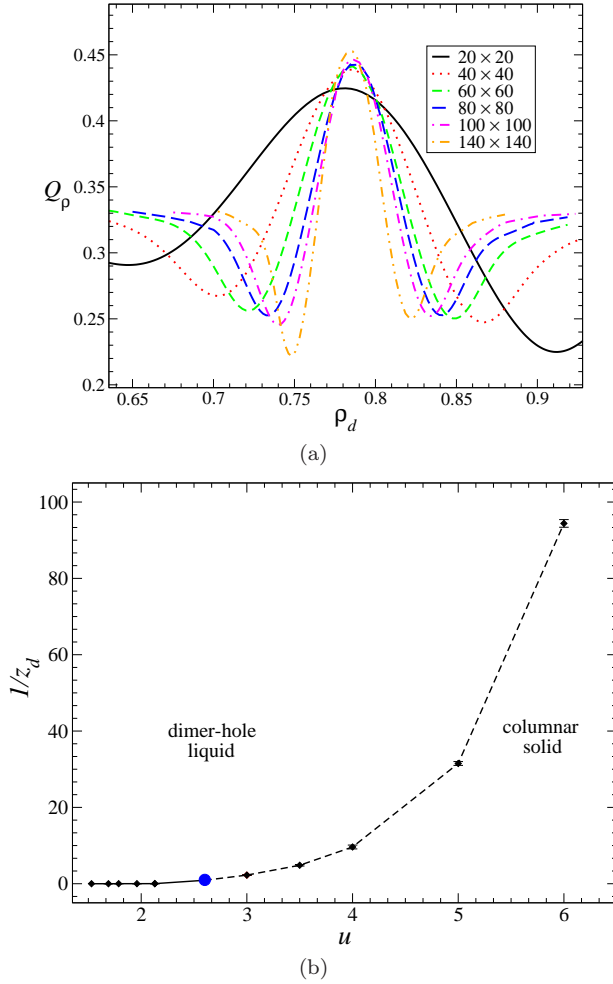 0.45
0.4
0.35
0.3
0.25
0.2
Q_ρ
20 × 20
40 × 40
60 × 60
80 × 80
100 × 100
140 × 140
0.65 0.7 0.75 0.8 0.85 0.9
ρ_d
(a)
100
80
60
40
20
0
1/z_d
dimer-hole
liquid
columnar
solid
2 3 4 5 6
u
(b)